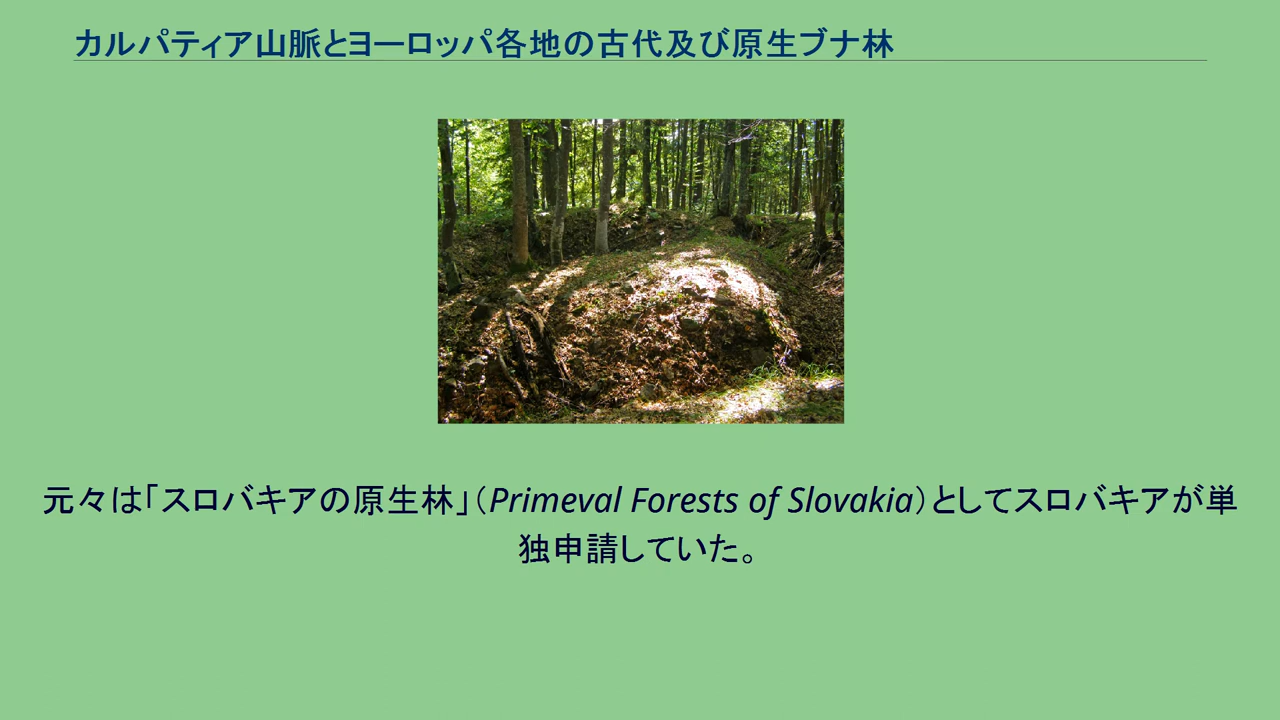 カルパティア山脈とヨーロッパ各地の古代及び原生ブナ林
元々は「スロバキアの原生林」（Primeval Forests of Slovakia）としてスロバキアが単
独申請していた。